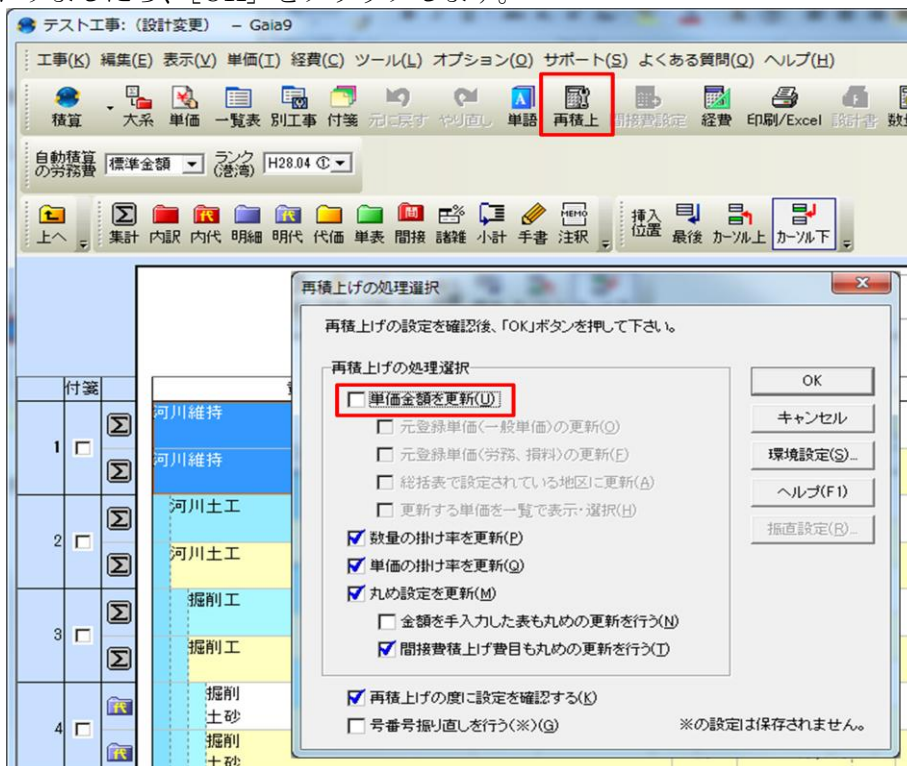 りましたら、[OK] をクリックします。
テスト工事: (設計変更) - Gaia9
工事(K) 編集(E) 表示(V) 単価(T) 経費(C) ツール(L) オプション(O) サポート(S) よくある質問(Q) ヘルプ(H)
積算 大系 単価 一覧表 別工事 付箋 元に戻す やり直し 単語 再積上 間接費設定 経費 印刷/Excel 設計書 数
自動積算の労務費 標準金額 ランク(港湾) H28.04 ①
上へ 集計 内訳 内代 明細 明代 代価 単表 間接 諸雑 小計 手書 注釈 挿入位置 最後 カーソル上 カーソル下
再積上げの処理選択
再積上げの設定を確認後、「OK」ボタンを押して下さい。
再積上げの処理選択
単価金額を更新(U)
元登録単価(一般単価)の更新(O)
元登録単価(労務、損料)の更新(F)
総括表で設定されている地区に更新(A)
更新する単価を一覧で表示・選択(H)
数量の掛け率を更新(P)
単価の掛け率を更新(Q)
丸め設定を更新(M)
金額を手入力した表も丸めの更新を行う(N)
間接費積上げ費目も丸めの更新を行う(T)
再積上げの度に設定を確認する(K)
号番号振り直しを行う(※)(G)
※の設定は保存されません。
OK
キャンセル
環境設定(S)...
ヘルプ(F1)
振直設定(R)...
付箋
1 河川維持
河川維持
2 河川土工
河川土工
3 掘削工
掘削工
4 掘削
土砂
掘削
土砂